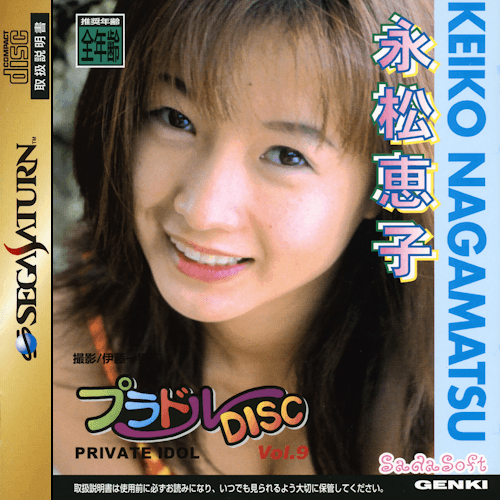 COMPACT
disc
取扱説明書
推奨年齢
全年齢
SEGA SATURN™
KEIKO NAGAMATSU
永松恵子
撮影/伊藤
プラドルDISC
PRIVATE IDOL
Vol.9
SadaSoft
GENKI
取扱説明書は使用前に必ずお読みになり、いつでも見られるよう大切に保管してください。